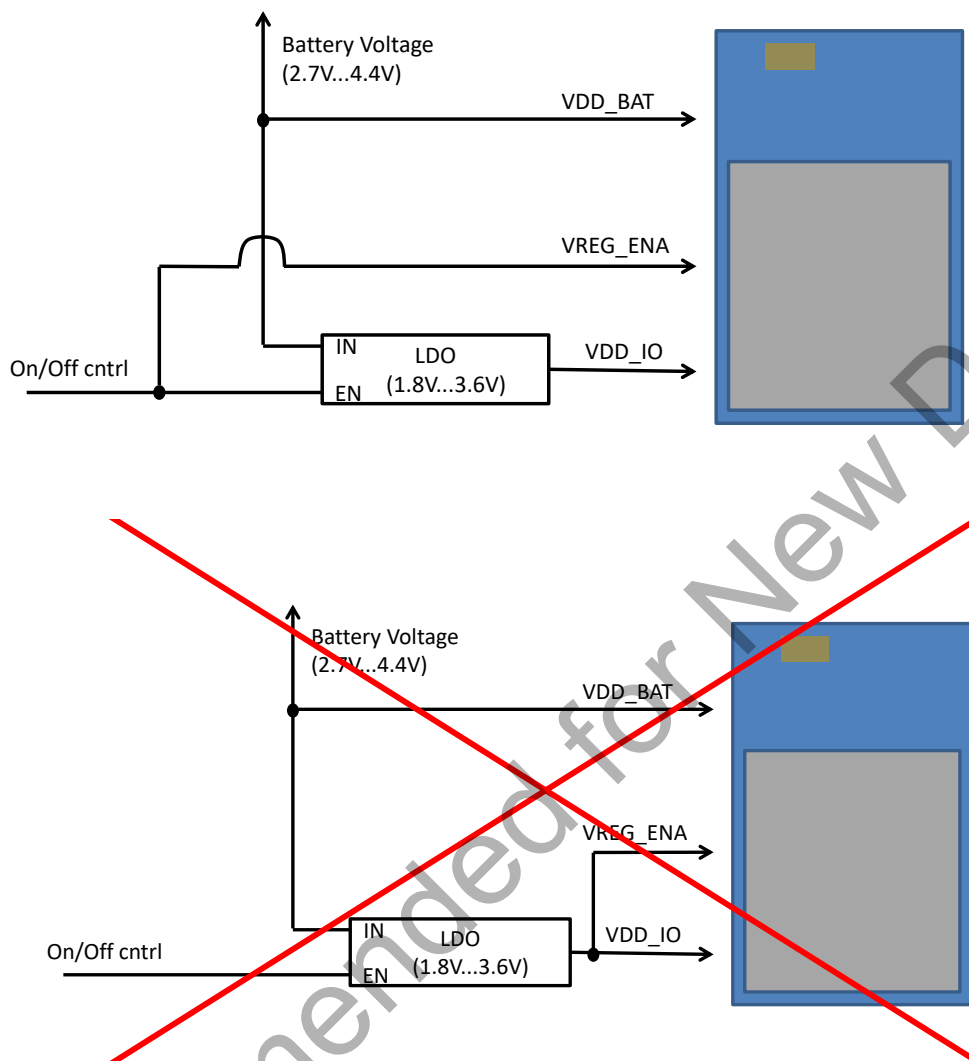 Battery Voltage
(2.7V...4.4V)
VDD_BAT
VREG_ENA
IN
LDO
VDD_IO
On/Off cntrl
(1.8V...3.6V)
EN
Battery Voltage
(2.7V...4.4V)
VDD_BAT
VREG_ENA
IN
LDO
VDD_IO
On/Off cntrl
(1.8V...3.6V)
EN
for New